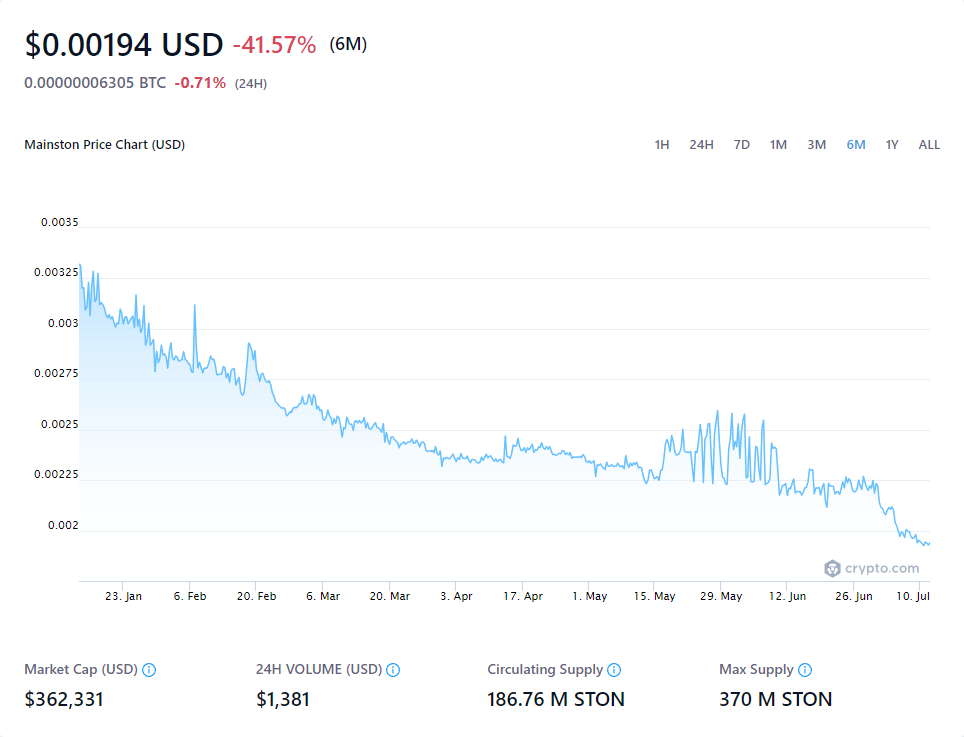 $0.00194 USD -41.57% (6M)
0.00000006305 BTC -0.71% (24H)
Mainston Price Chart (USD) 1H 24H 7D 1M 3M 6M 1Y ALL
0.0035
0.00325
0.003
0.00275
0.0025
0.00225
0.002
crypto.com
23. Jan 6. Feb 20. Feb 6. Mar 20. Mar 3. Apr 17. Apr 1. May 15. May 29. May 12. Jun 26. Jun 10. Jul
Market Cap (USD) 24H VOLUME (USD) Circulating Supply Max Supply
$362,331 $1,381 186.76 M STON 370 M STON